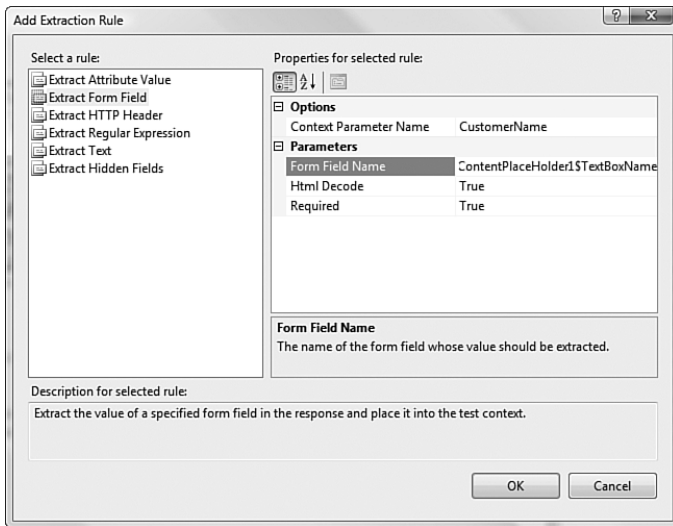 Add Extraction Rule
Select a rule:
Extract Attribute Value
Extract Form Field
Extract HTTP Header
Extract Regular Expression
Extract Text
Extract Hidden Fields
Properties for selected rule:
Options
Context Parameter Name CustomerName
Parameters
Form Field Name ContentPlaceHolder1$TextBoxName
Html Decode True
Required True
Form Field Name
The name of the form field whose value should be extracted.
Description for selected rule:
Extract the value of a specified form field in the response and place it into the test context.
OK Cancel